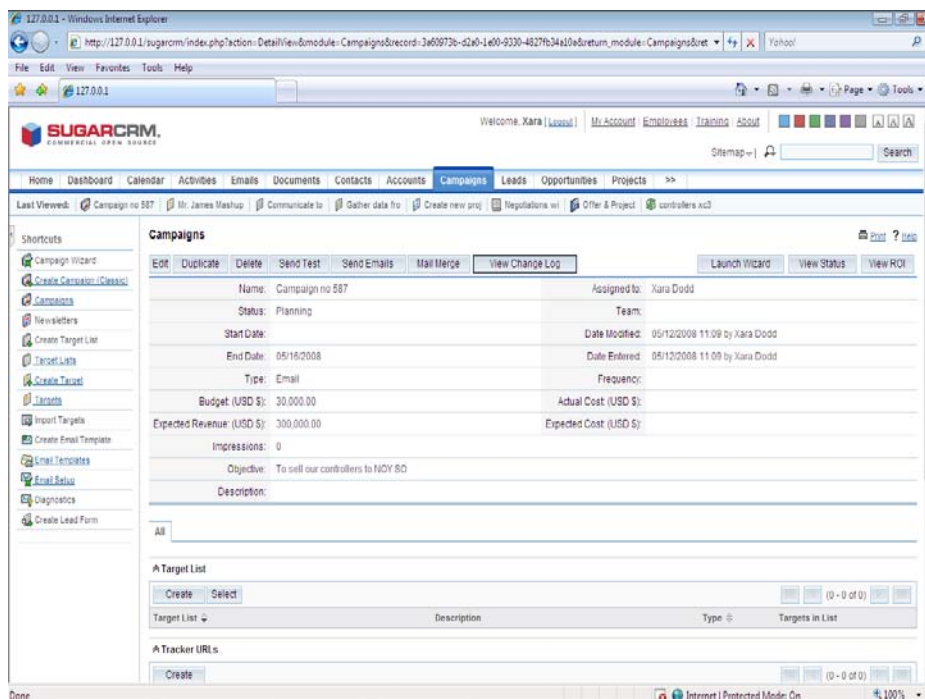 127.0.0.1 - Windows Internet Explorer
http://127.0.0.1/sugarcrm/index.php?action=DetailView&module=Campaigns&record=3a60973b-d2a0-1e00-9330-4827fb34a10a&return_module=Campaigns&ret
Yahoo!
File Edit View Favorites Tools Help
127.0.0.1
Page Tools
SUGARCRM.
COMMERCIAL OPEN SOURCE
Welcome, Xara [Logout] My Account Employees Training About
A A A
Sitemap Search
Home Dashboard Calendar Activities Emails Documents Contacts Accounts Campaigns Leads Opportunities Projects >>
Last Viewed: Campaign no 587 Mr. James Mashup Communicate to Gather data fro Create new proj Negotiations wi Offer & Project controllers.xc3
Shortcuts
Campaign Wizard
Create Campaign (Classic)
Campaigns
Newsletters
Create Target List
Target Lists
Create Target
Targets
Import Targets
Create Email Template
Email Templates
Email Setup
Diagnostics
Create Lead Form
Campaigns
Print ? Help
Edit Duplicate Delete Send Test Send Emails Mail Merge View Change Log Launch Wizard View Status View ROI
Name: Campaign no 587 Assigned to: Xara Dodd
Status: Planning Team:
Start Date: Date Modified: 05/12/2008 11:09 by Xara Dodd
End Date: 05/16/2008 Date Entered: 05/12/2008 11:09 by Xara Dodd
Type: Email Frequency:
Budget: (USD $): 30,000.00 Actual Cost: (USD $):
Expected Revenue: (USD $): 300,000.00 Expected Cost: (USD $):
Impressions: 0
Objective: To sell our controllers to NOY SO
Description:
All
Target List
Create Select (0 - 0 of 0)
Target List Description Type Targets in List
Tracker URLs
Create (0 - 0 of 0)
Done Internet | Protected Mode: On 100%